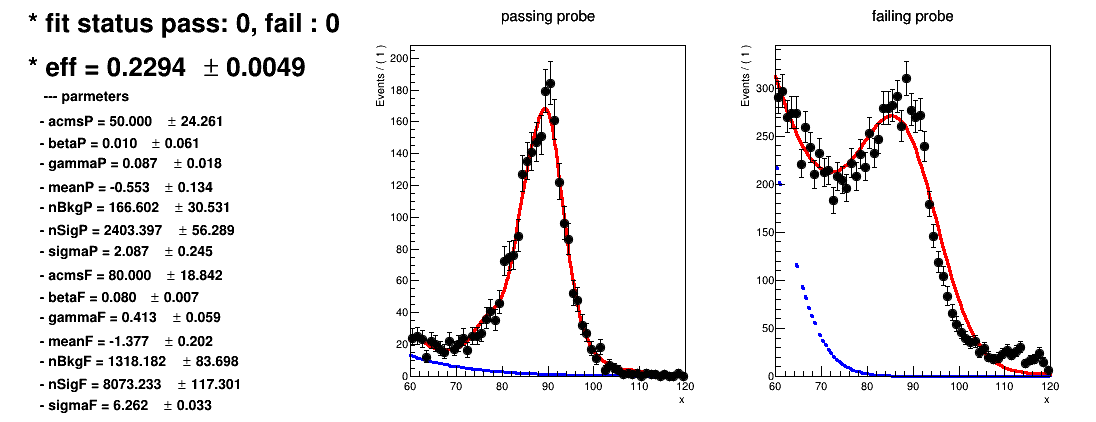 * fit status pass: 0, fail : 0
* eff = 0.2294 ± 0.0049
--- parmeters
- acmsP = 50.000 ± 24.261
- betaP = 0.010 ± 0.061
- gammaP = 0.087 ± 0.018
- meanP = -0.553 ± 0.134
- nBkgP = 166.602 ± 30.531
- nSigP = 2403.397 ± 56.289
- sigmaP = 2.087 ± 0.245
- acmsF = 80.000 ± 18.842
- betaF = 0.080 ± 0.007
- gammaF = 0.413 ± 0.059
- meanF = -1.377 ± 0.202
- nBkgF = 1318.182 ± 83.698
- nSigF = 8073.233 ± 117.301
- sigmaF = 6.262 ± 0.033
passing probe
Events / ( 1 )
200
180
160
140
120
100
80
60
40
20
0
60 70 80 90 100 110 120
x
failing probe
Events / ( 1 )
300
250
200
150
100
50
0
60 70 80 90 100 110 120
x